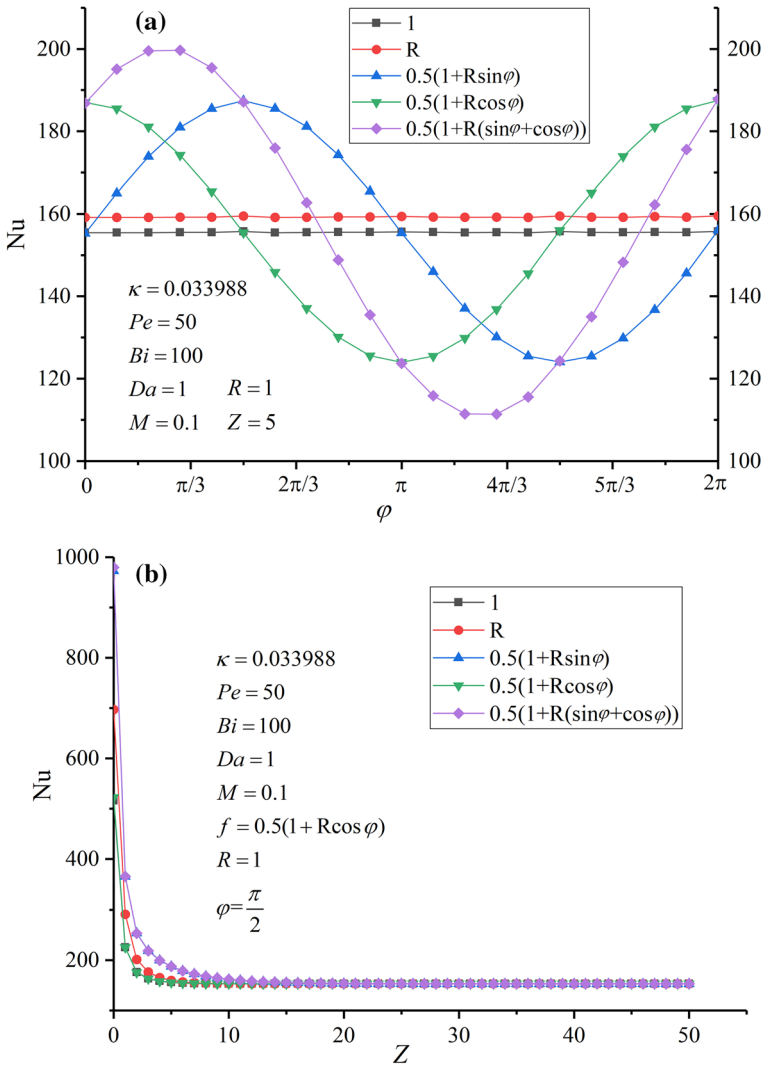 (a)
1
R
0.5(1+Rsinφ)
0.5(1+Rcosφ)
0.5(1+R(sinφ+cosφ))
200
180
160
140
120
100
Nu
200
180
160
140
120
100
κ = 0.033988
Pe = 50
Bi = 100
Da = 1 R = 1
M = 0.1 Z = 5
0 π/3 2π/3 π 4π/3 5π/3 2π
φ
(b)
1
R
0.5(1+Rsinφ)
0.5(1+Rcosφ)
0.5(1+R(sinφ+cosφ))
1000
800
600
400
200
Nu
κ = 0.033988
Pe = 50
Bi = 100
Da = 1
M = 0.1
f = 0.5(1+Rcosφ)
R = 1
φ=π/2
0 10 20 30 40 50
Z